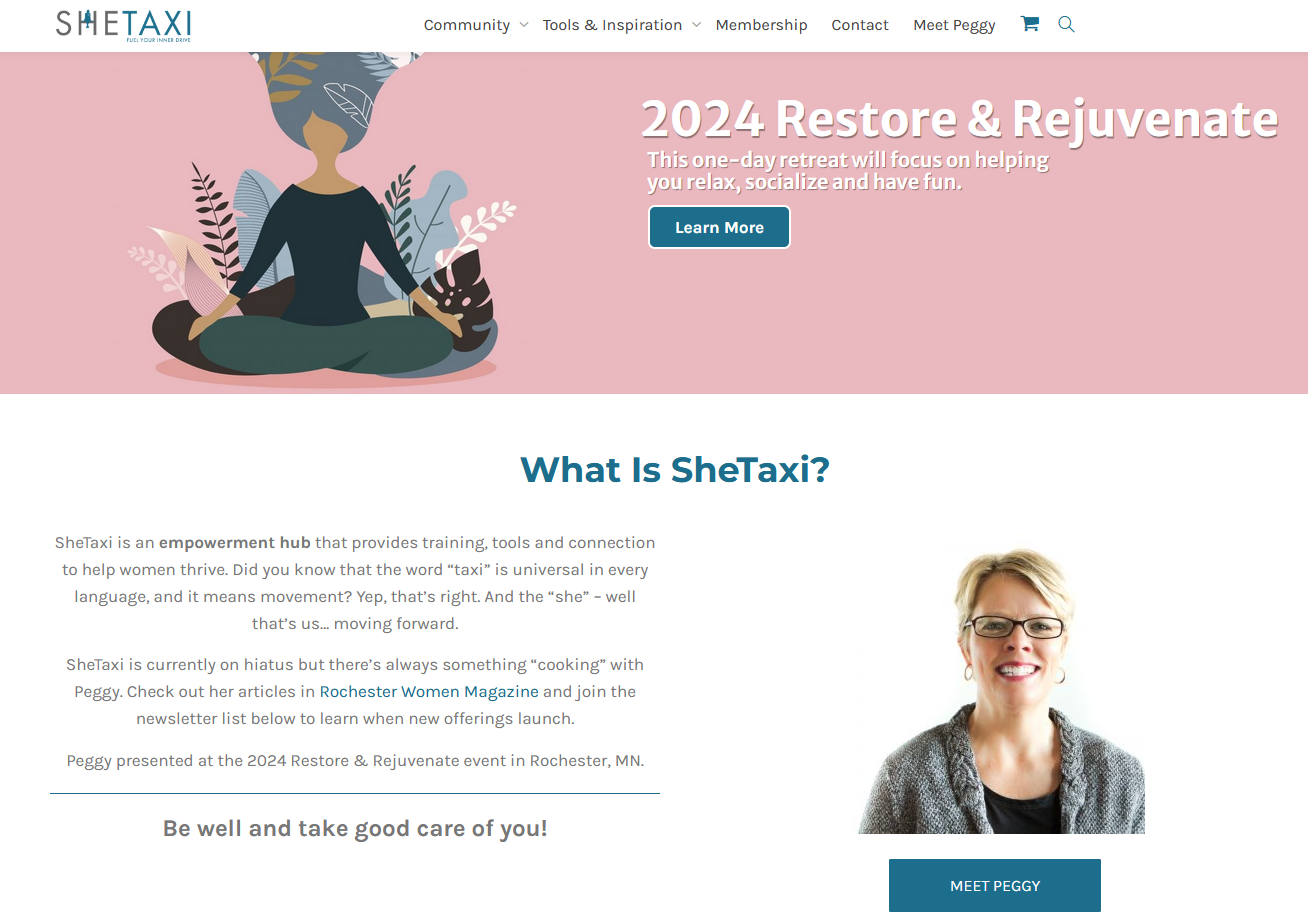 SHETAXI
FUEL YOUR INNER DRIVE
Community
Tools & Inspiration
Membership
Contact
Meet Peggy
2024 Restore & Rejuvenate
This one-day retreat will focus on helping
you relax, socialize and have fun.
Learn More
What Is SheTaxi?
SheTaxi is an empowerment hub that provides training, tools and connection
to help women thrive. Did you know that the word “taxi” is universal in every
language, and it means movement? Yep, that’s right. And the “she” – well
that’s us… moving forward.
SheTaxi is currently on hiatus but there’s always something “cooking” with
Peggy. Check out her articles in Rochester Women Magazine and join the
newsletter list below to learn when new offerings launch.
Peggy presented at the 2024 Restore & Rejuvenate event in Rochester, MN.
Be well and take good care of you!
MEET PEGGY